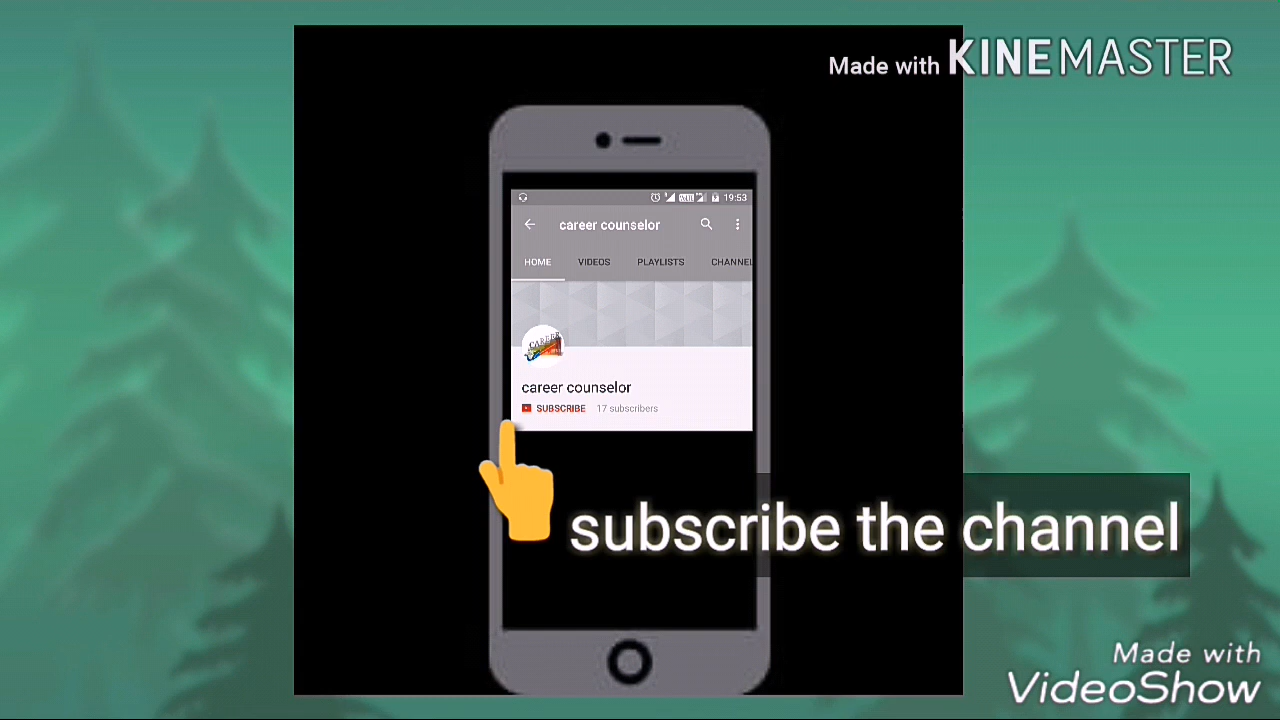 Made with KINEMASTER
19:53
career counselor
HOME VIDEOS PLAYLISTS CHANNEL
CAREER
career counselor
SUBSCRIBE 17 subscribers
subscribe the channel
Made with
VideoShow